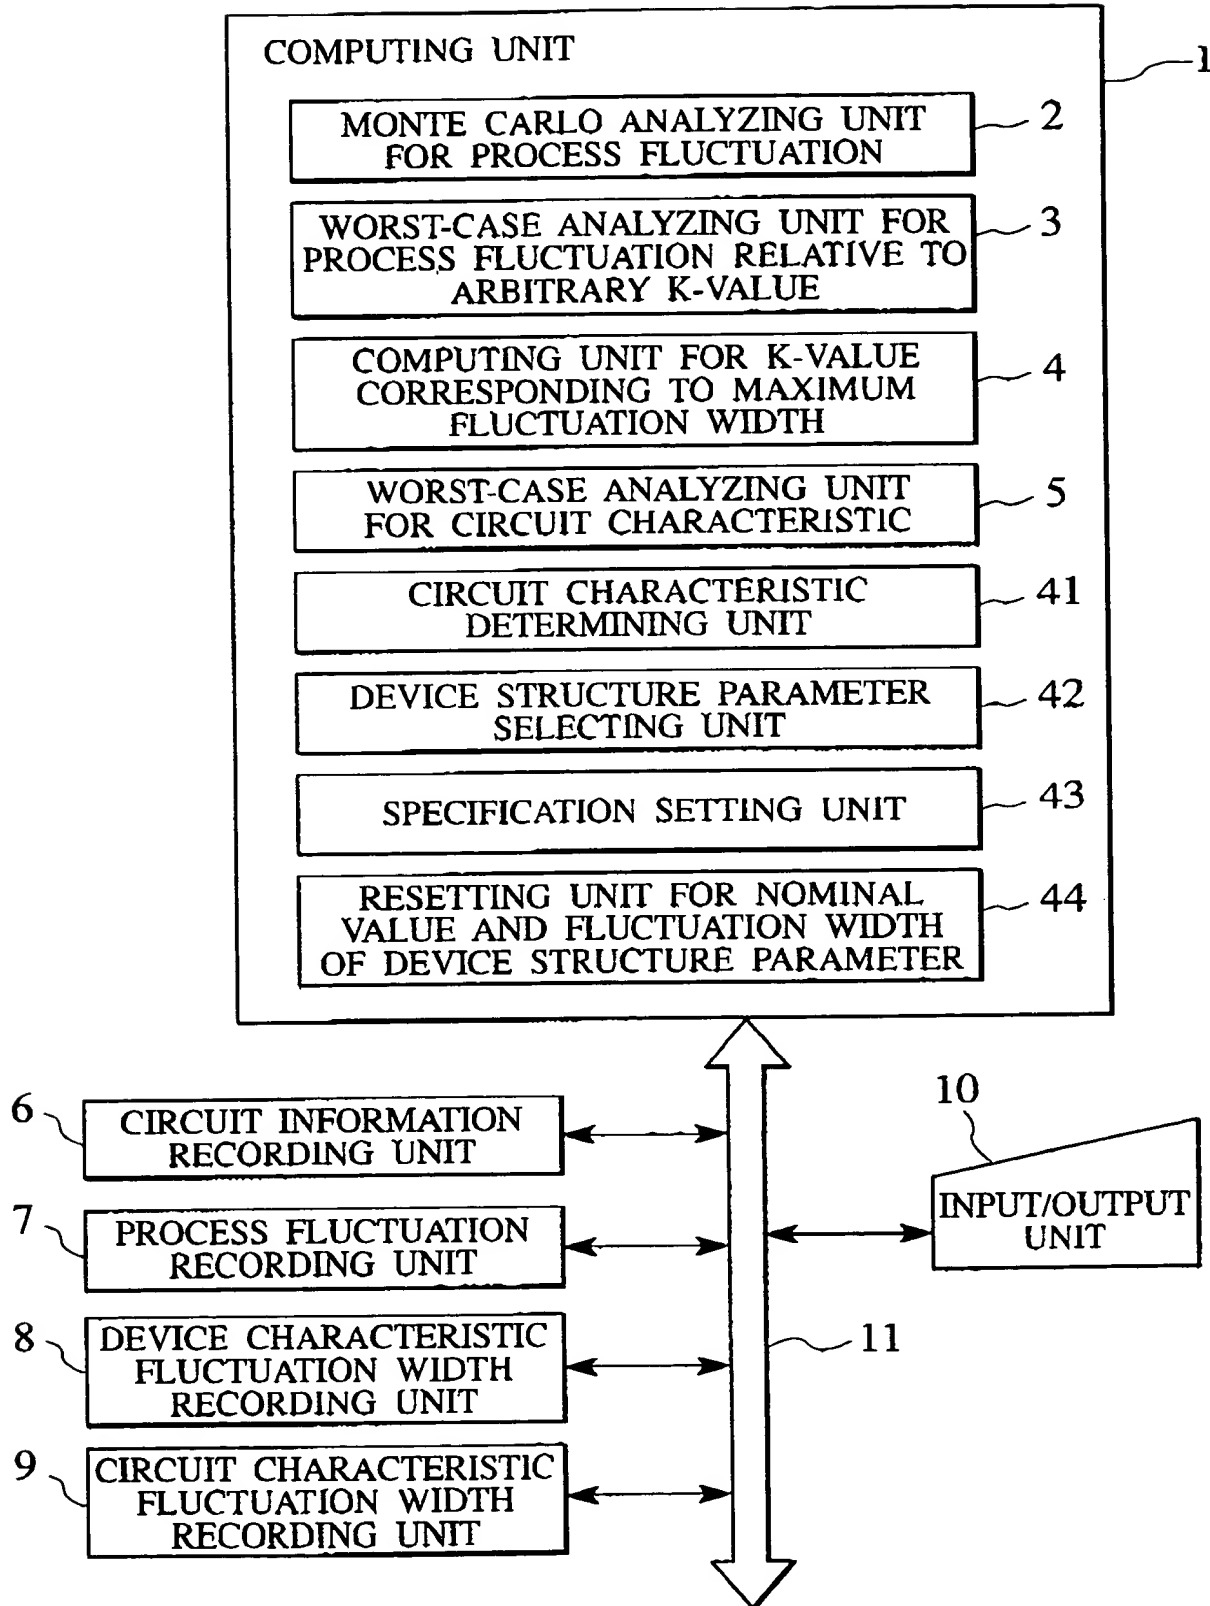 COMPUTING UNIT
1
MONTE CARLO ANALYZING UNIT
FOR PROCESS FLUCTUATION
2
WORST-CASE ANALYZING UNIT FOR
PROCESS FLUCTUATION RELATIVE TO
ARBITRARY K-VALUE
3
COMPUTING UNIT FOR K-VALUE
CORRESPONDING TO MAXIMUM
FLUCTUATION WIDTH
4
WORST-CASE ANALYZING UNIT
FOR CIRCUIT CHARACTERISTIC
5
CIRCUIT CHARACTERISTIC
DETERMINING UNIT
41
DEVICE STRUCTURE PARAMETER
SELECTING UNIT
42
SPECIFICATION SETTING UNIT
43
RESETTING UNIT FOR NOMINAL
VALUE AND FLUCTUATION WIDTH
OF DEVICE STRUCTURE PARAMETER
44
6
CIRCUIT INFORMATION
RECORDING UNIT
7
PROCESS FLUCTUATION
RECORDING UNIT
8
DEVICE CHARACTERISTIC
FLUCTUATION WIDTH
RECORDING UNIT
9
CIRCUIT CHARACTERISTIC
FLUCTUATION WIDTH
RECORDING UNIT
10
INPUT/OUTPUT
UNIT
11